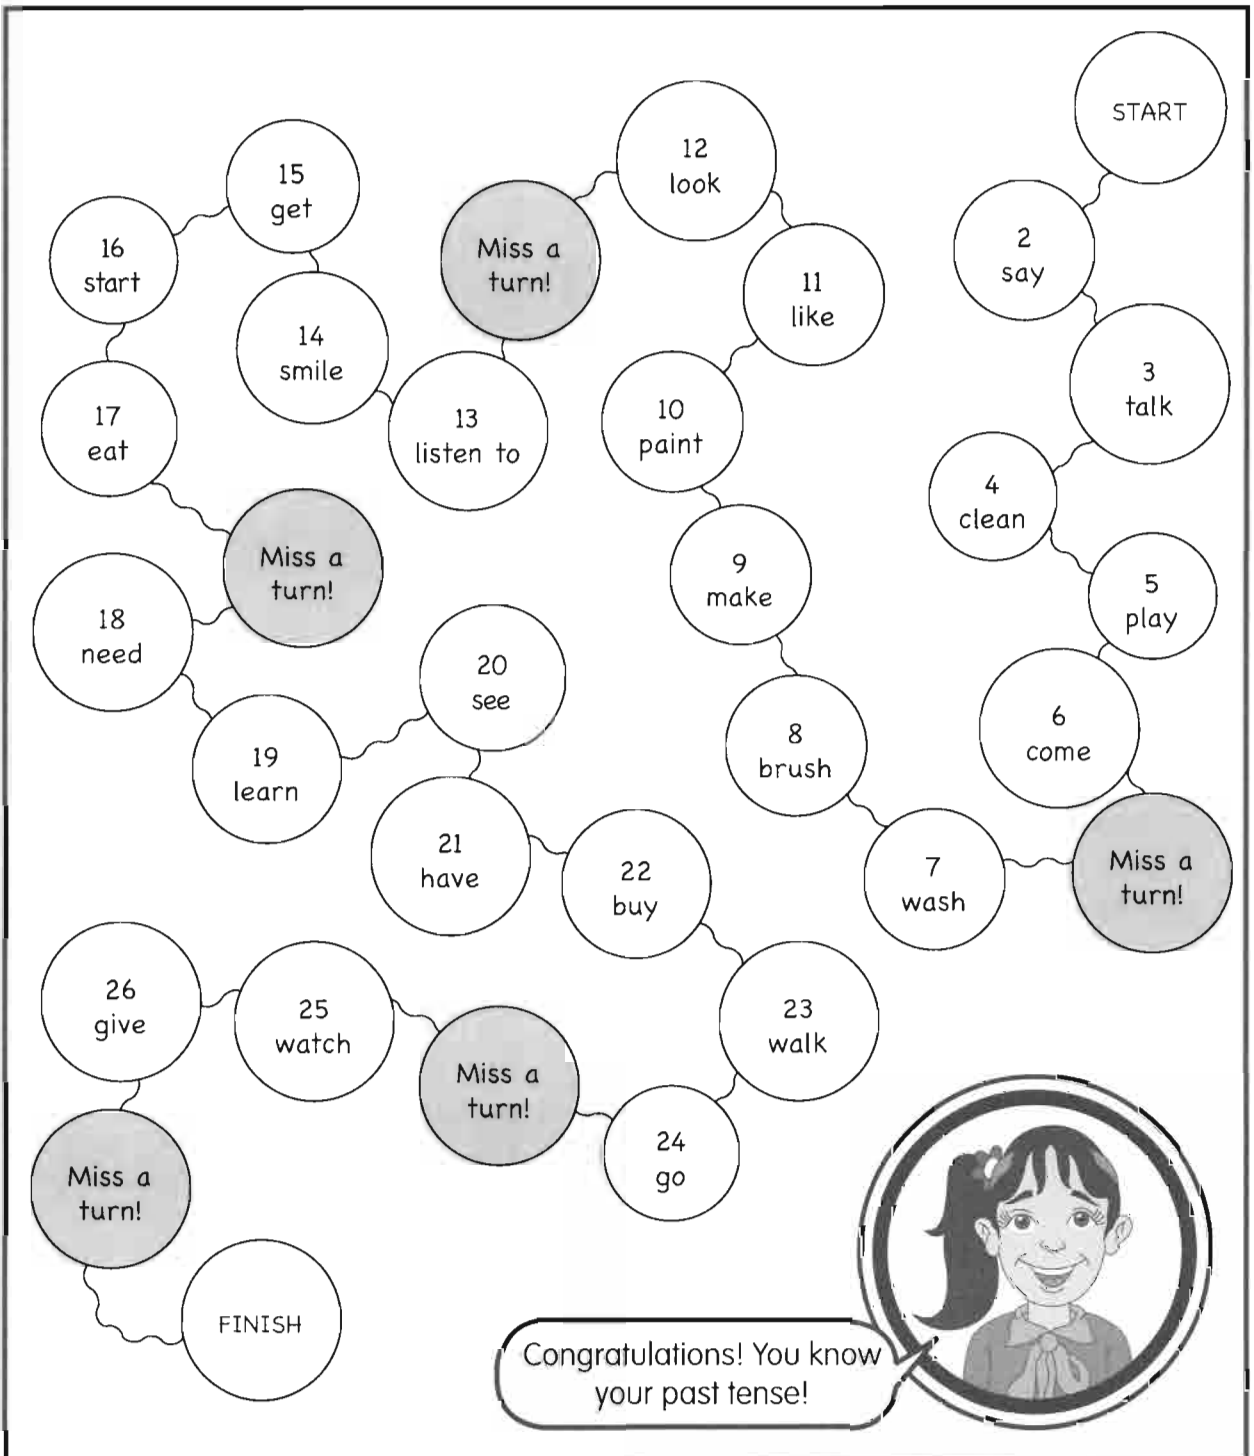 START
2
say
3
talk
4
clean
5
play
6
come
Miss a
turn!
7
wash
8
brush
9
make
10
paint
11
like
12
look
Miss a
turn!
13
listen to
14
smile
15
get
16
start
17
eat
Miss a
turn!
18
need
19
learn
20
see
21
have
22
buy
23
walk
24
go
Miss a
turn!
25
watch
26
give
Miss a
turn!
FINISH
Congratulations! You know
your past tense!